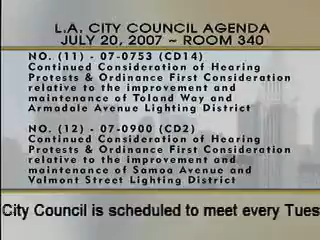 L.A. CITY COUNCIL AGENDA
JULY 20, 2007 ~ ROOM 340
NO. (11) - 07-0753 (CD14)
Continued Consideration of Hearing
Protests & Ordinance First Consideration
relative to the improvement and
maintenance of Toland Way and
Armadale Avenue Lighting District
NO. (12) - 07-0900 (CD2)
Continued Consideration of Hearing
Protests & Ordinance First Consideration
relative to the improvement and
maintenance of Samoa Avenue and
Valmont Street Lighting District
City Council is scheduled to meet every Tues